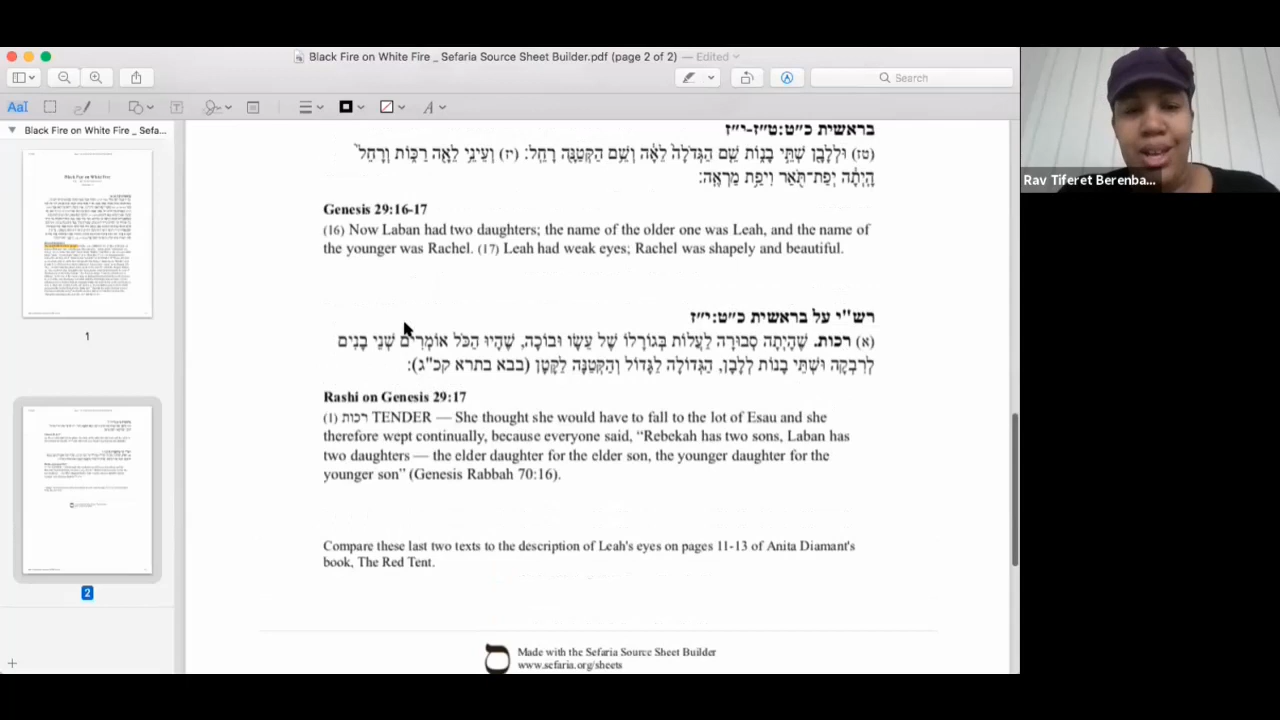 Black Fire on White Fire _ Sefaria Source Sheet Builder.pdf (page 2 of 2) — Edited
Search
Black Fire on White Fire _ Sefa...
1
2
בראשית כ״ט:ט״ז-י״ז
(טז) וּלְלָבָ֖ן שְׁתֵּ֣י בָנ֑וֹת שֵׁ֤ם הַגְּדֹלָה֙ לֵאָ֔ה וְשֵׁ֥ם הַקְּטַנָּ֖ה רָחֵֽל׃ (יז) וְעֵינֵ֥י לֵאָ֖ה רַכּ֑וֹת וְרָחֵל֙
הָֽיְתָ֔ה יְפַת־תֹּ֖אַר וִיפַ֥ת מַרְאֶֽה׃
Genesis 29:16-17
(16) Now Laban had two daughters; the name of the older one was Leah, and the name of
the younger was Rachel. (17) Leah had weak eyes; Rachel was shapely and beautiful.
רש"י על בראשית כ״ט:י״ז
(א) רכות. שֶׁהָיְתָה סְבוּרָה לַעֲלוֹת בְּגוֹרָלוֹ שֶׁל עֵשָׂו וּבוֹכָה, שֶׁהָיוּ הַכֹּל אוֹמְרִים שְׁנֵי בָנִים
לְרִבְקָה וּשְׁתֵּי בָנוֹת לְלָבָן, הַגְּדוֹלָה לַגָּדוֹל וְהַקְּטַנָּה לַקָּטָן (בבא בתרא קכ"ג):
Rashi on Genesis 29:17
(1) רכות TENDER — She thought she would have to fall to the lot of Esau and she
therefore wept continually, because everyone said, “Rebekah has two sons, Laban has
two daughters — the elder daughter for the elder son, the younger daughter for the
younger son” (Genesis Rabbah 70:16).
Compare these last two texts to the description of Leah's eyes on pages 11-13 of Anita Diamant's
book, The Red Tent.
Made with the Sefaria Source Sheet Builder
www.sefaria.org/sheets
Rav Tiferet Berenba...